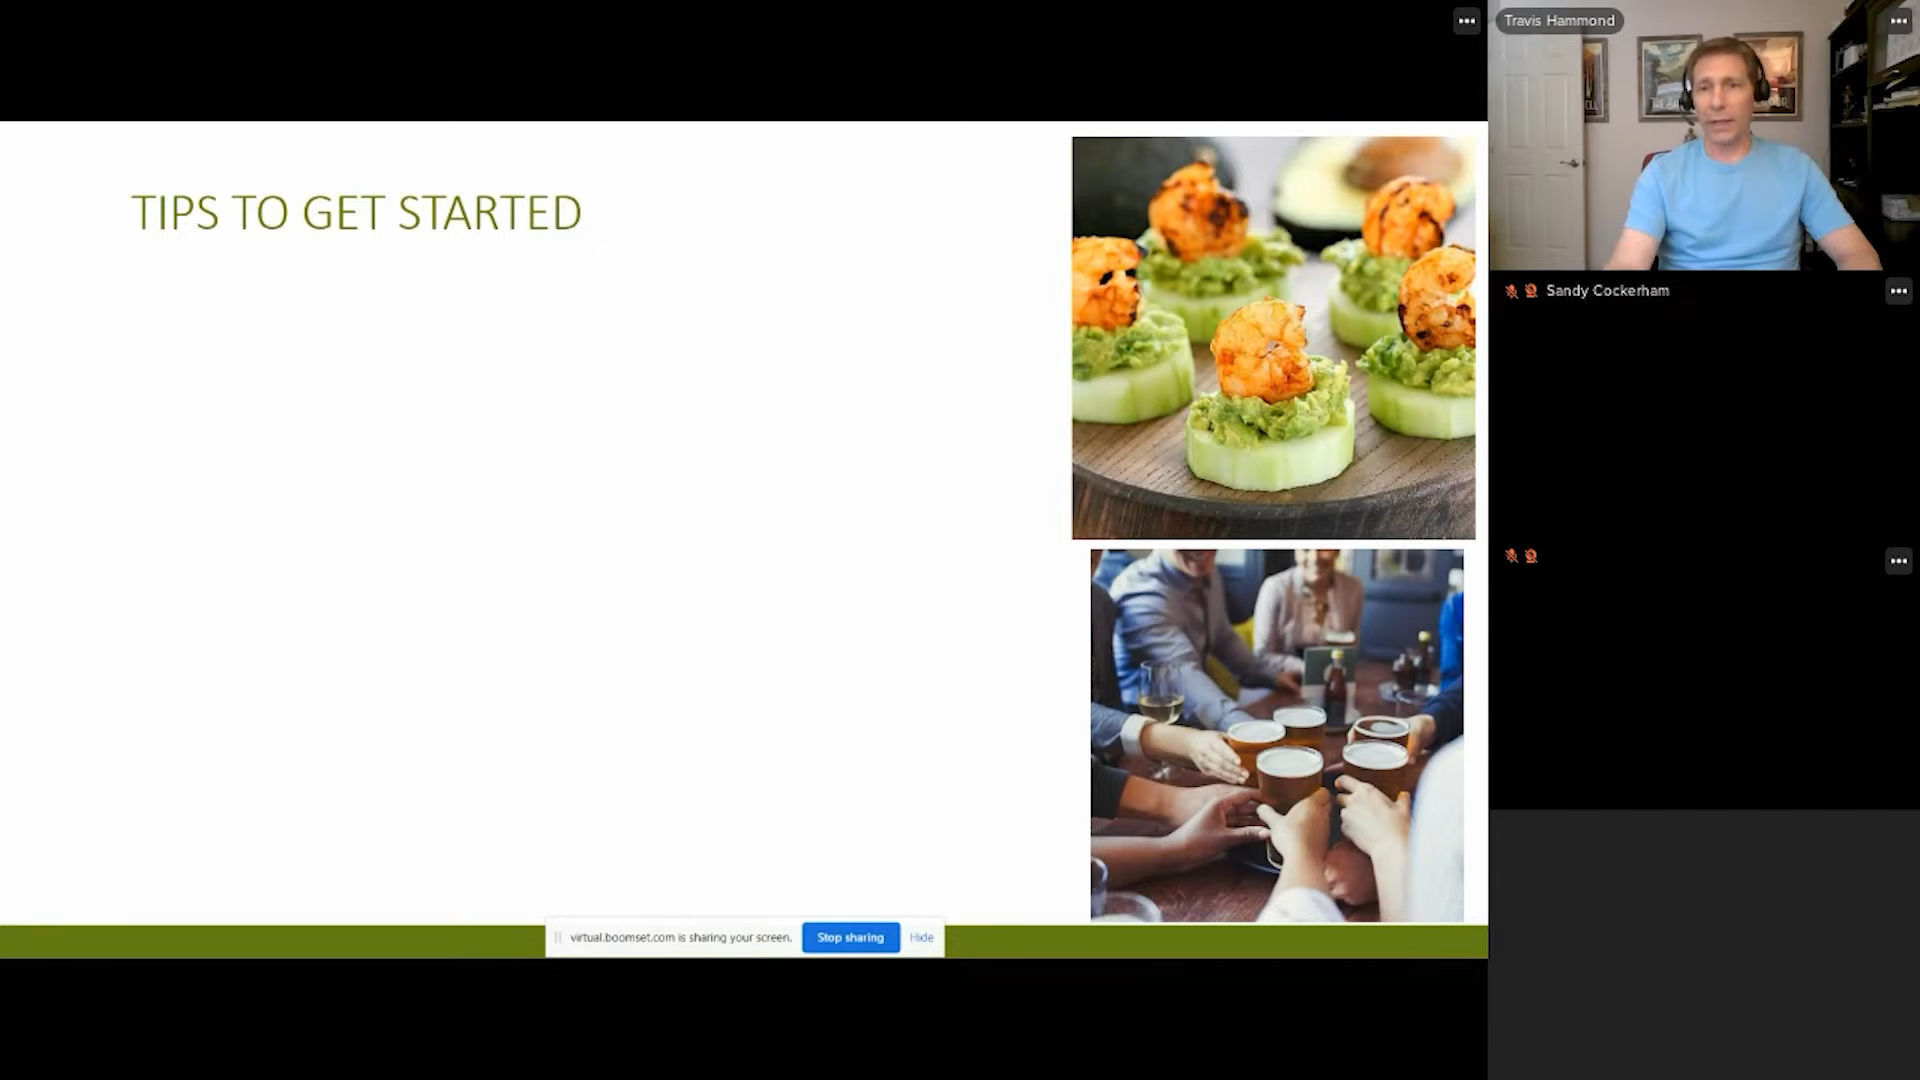 Travis Hammond
TIPS TO GET STARTED
Sandy Cockerham
virtual.boomset.com is sharing your screen. Stop sharing Hide